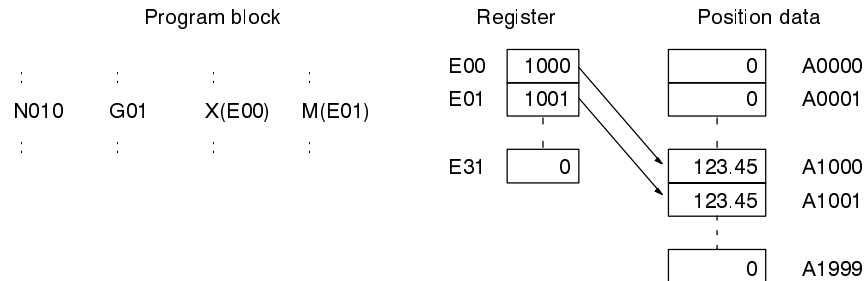 Program block Register Position data
E00 1000 0 A0000
: : : :
N010 G01 X(E00) M(E01) E01 1001 0 A0001
: : : :
E31 0 123.45 A1000
123.45 A1001
0 A1999